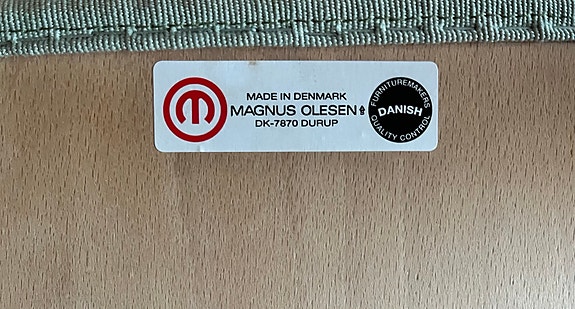 MADE IN DENMARK
MAGNUS OLESEN
DK-7870 DURUP
FURNITUREMAKERS
DANISH
QUALITY CONTROL